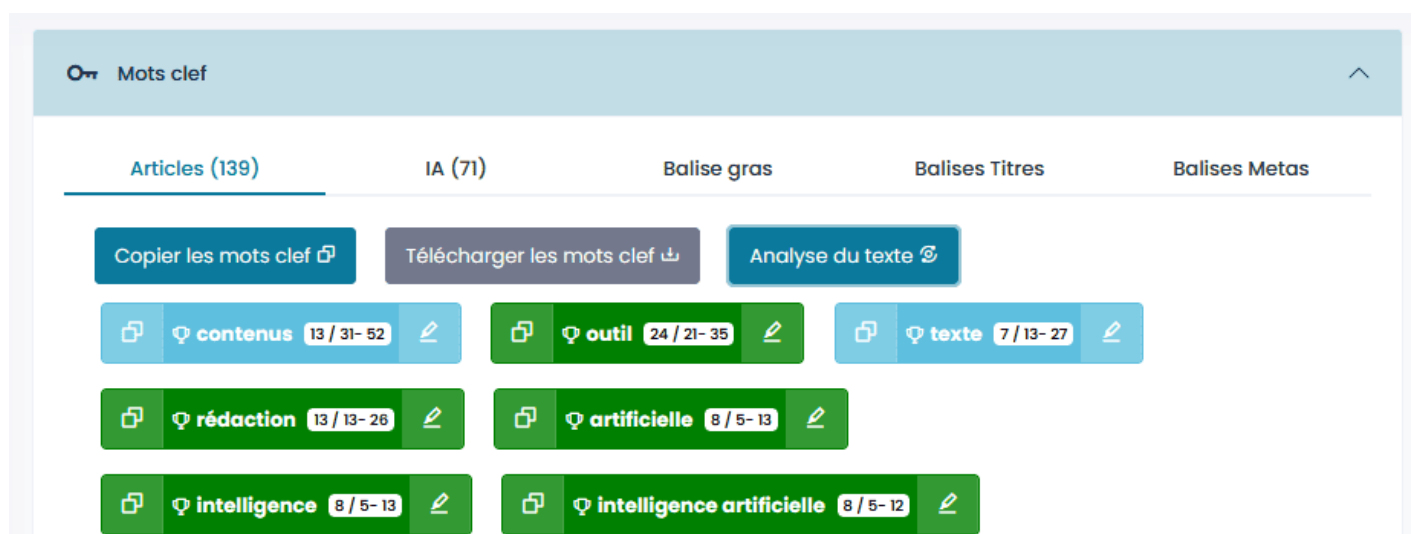 Mots clef
Articles (139) IA (71) Balise gras Balises Titres Balises Metas
Copier les mots clef Télécharger les mots clef Analyse du texte
contenus 13 / 31- 52 outil 24 / 21- 35 texte 7 / 13- 27
rédaction 13 / 13- 26 artificielle 8 / 5- 13
intelligence 8 / 5- 13 intelligence artificielle 8 / 5- 12